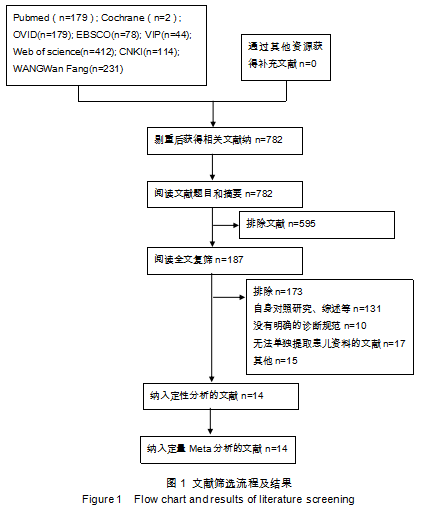 Pubmed（n=179）; Cochrane（n=2）;
OVID(n=179); EBSCO(n=78); VIP(n=44);
Web of science(n=412); CNKI(n=114);
WANGWan Fang(n=231)
通过其他资源获
得补充文献 n=0
剔重后获得相关文献纳 n=782
阅读文献题目和摘要 n=782
排除文献 n=595
阅读全文复筛 n=187
排除 n=173
自身对照研究、综述等 n=131
没有明确的诊断规范 n=10
无法单独提取患儿资料的文献 n=17
其他 n=15
纳入定性分析的文献 n=14
纳入定量 Meta 分析的文献 n=14
图 1 文献筛选流程及结果
Figure 1 Flow chart and results of literature screening